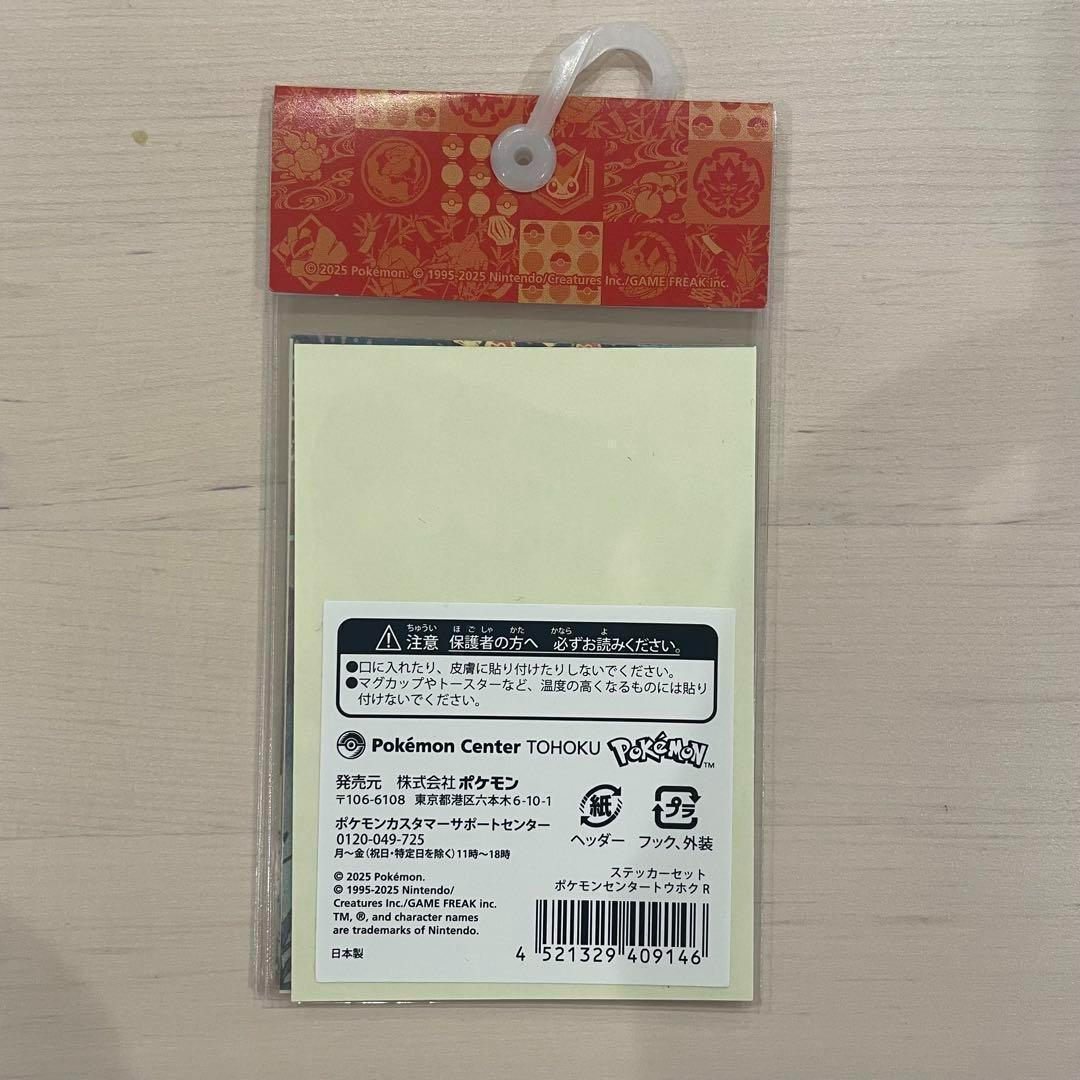 © 2025 Pokémon. © 1995-2025 Nintendo/Creatures Inc./GAME FREAK inc.
ちゅうい ほごしゃ かた かなら よ
注意 保護者の方へ 必ずお読みください。
●口に入れたり、皮膚に貼り付けたりしないでください。
●マグカップやトースターなど、温度の高くなるものには貼り
付けないでください。
Pokémon Center TOHOKU POKéMON™
発売元 株式会社ポケモン
〒106-6108 東京都港区六本木6-10-1
ポケモンカスタマーサポートセンター
0120-049-725
月～金（祝日・特定日を除く）11時～18時
紙 プラ
ヘッダー フック、外装
© 2025 Pokémon.
© 1995-2025 Nintendo/
Creatures Inc./GAME FREAK inc.
TM, ®, and character names
are trademarks of Nintendo.
日本製
ステッカーセット
ポケモンセンタートウホク R
4 521329 409146